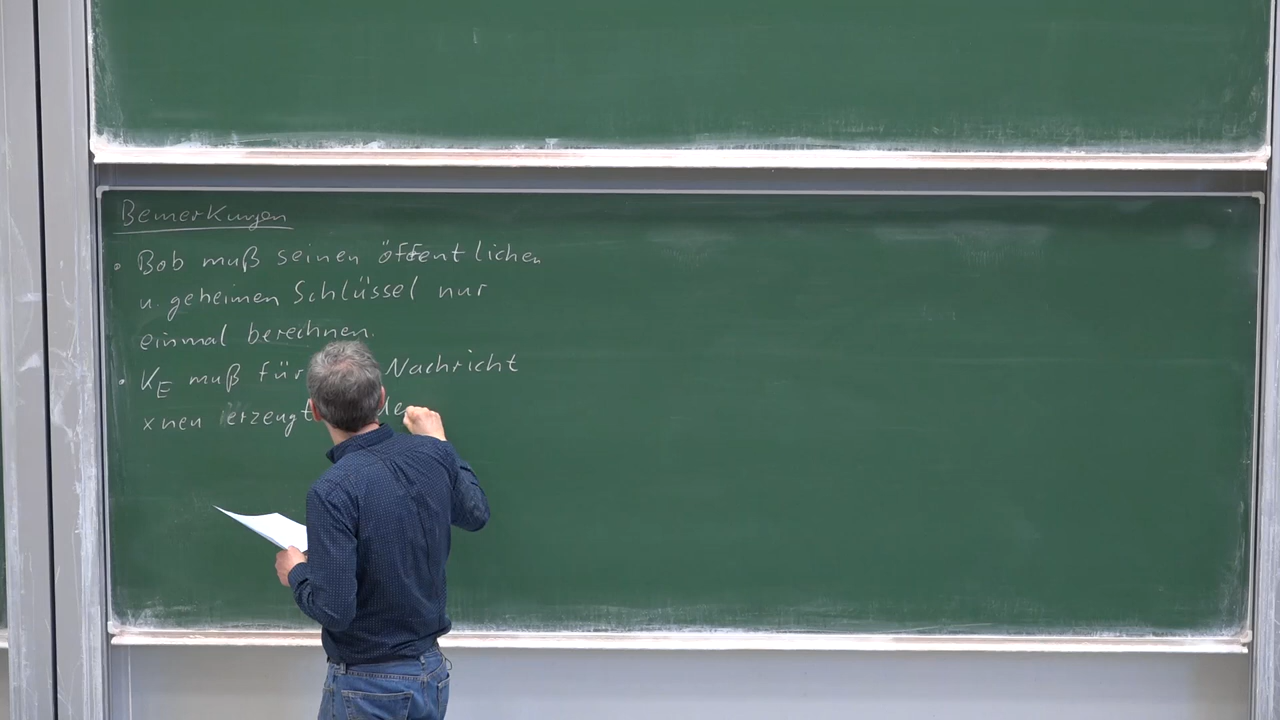 Bemerkungen
• Bob muß seinen öffentlichen
u. geheimen Schlüssel nur
einmal berechnen.
• K_E muß für Nachricht
x neu erzeugt